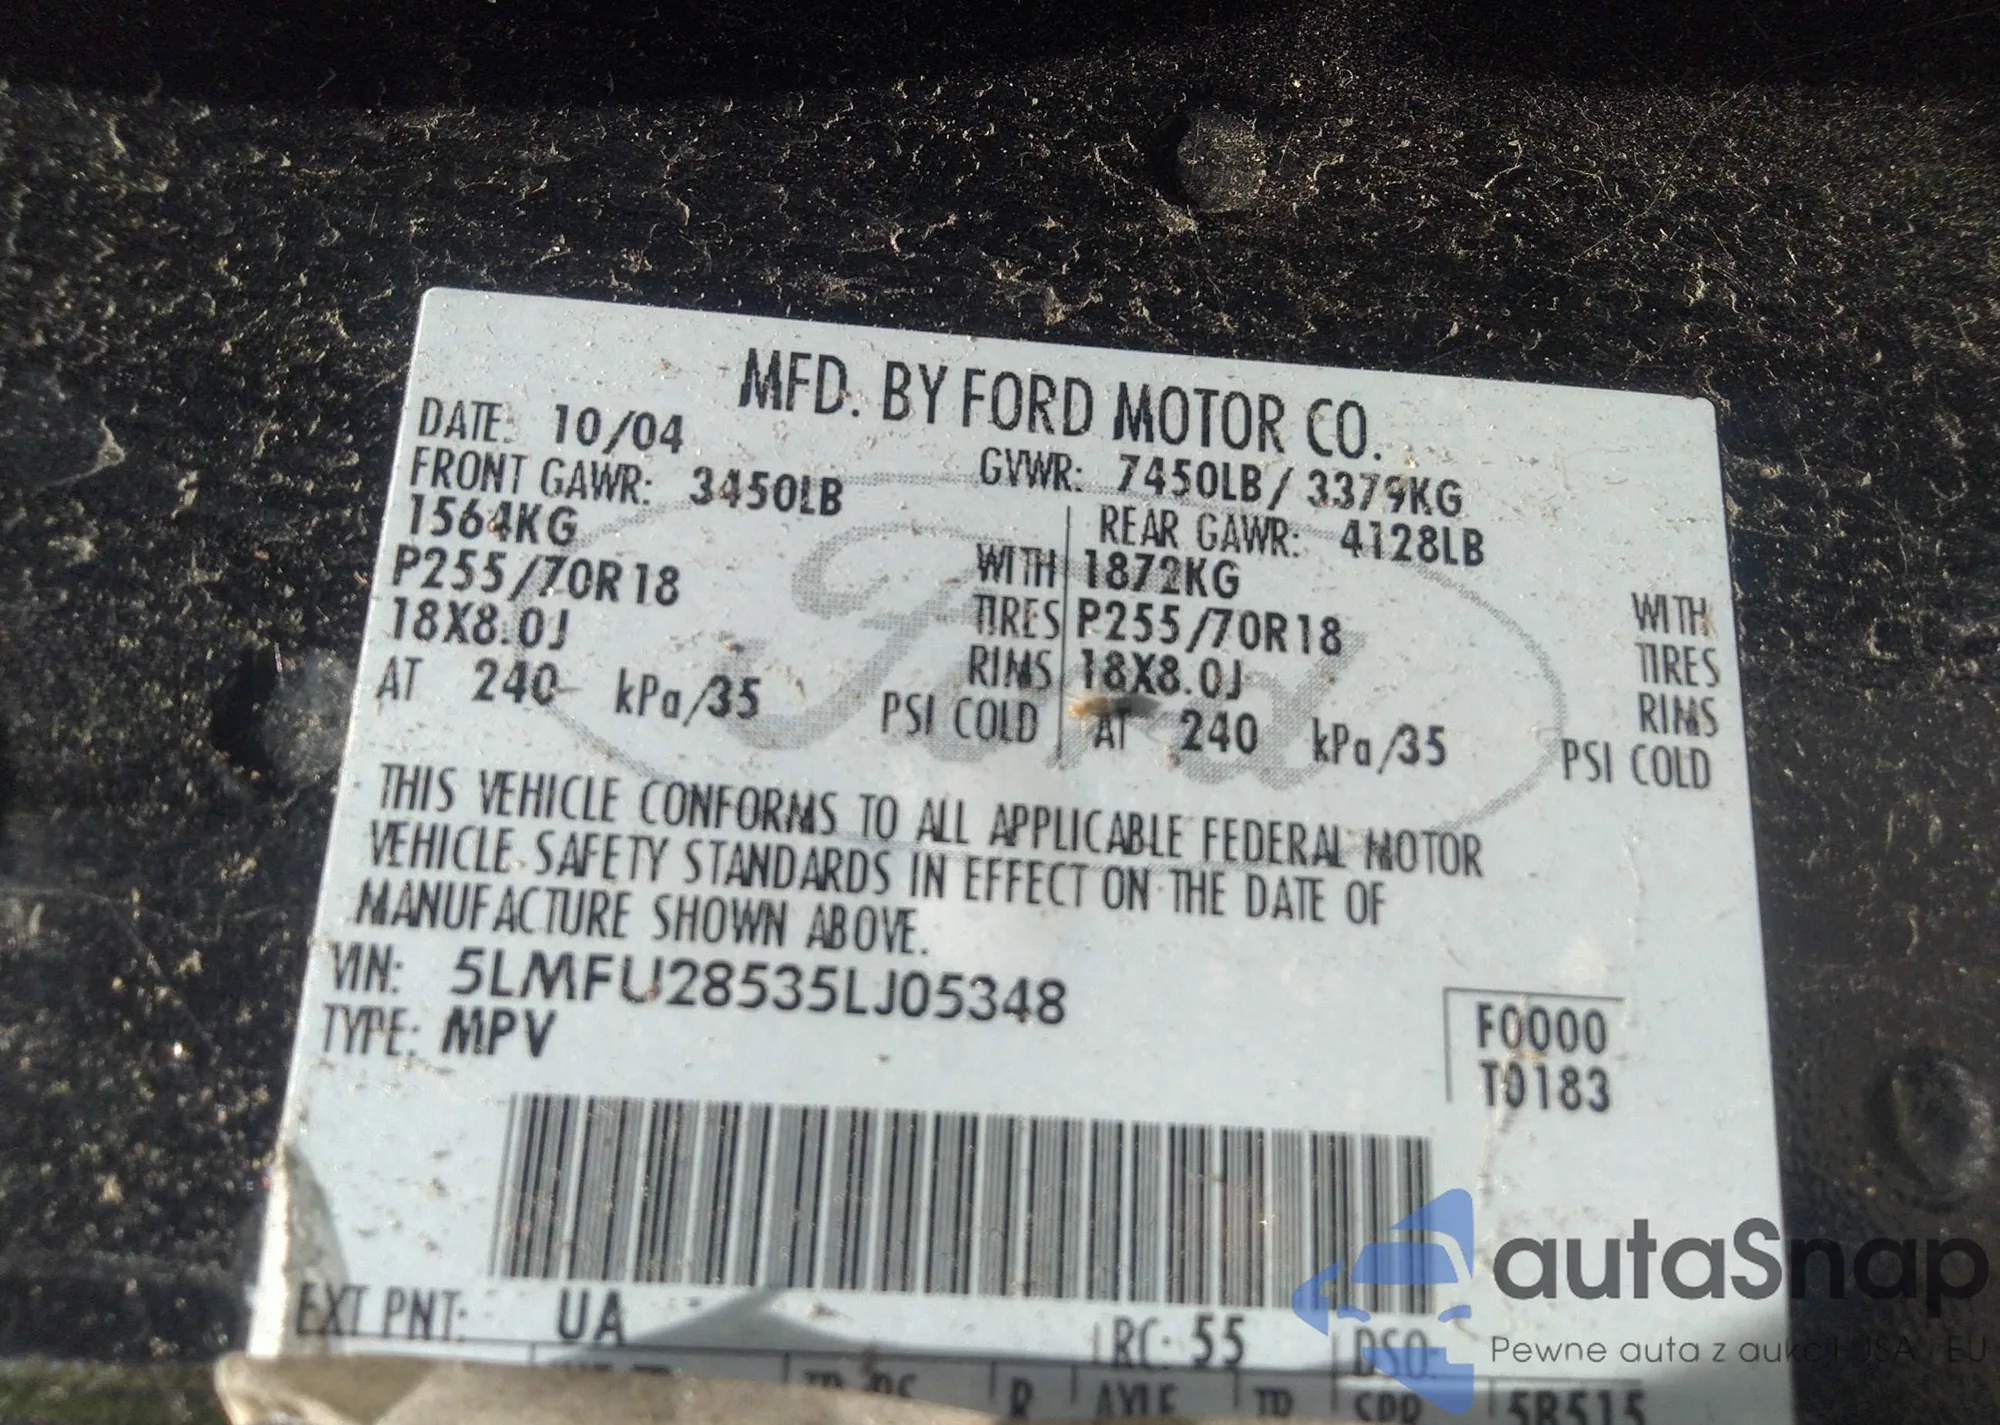 MFD. BY FORD MOTOR CO.
DATE: 10/04
GVWR: 7450LB / 3379KG
FRONT GAWR: 3450LB
REAR GAWR: 4128LB
1564KG WITH
1872KG WITH
P255/70R18 TIRES
P255/70R18 TIRES
18X8.0J RIMS
18X8.0J RIMS
AT 240 kPa/35 PSI COLD
AT 240 kPa/35 PSI COLD
Ford
THIS VEHICLE CONFORMS TO ALL APPLICABLE FEDERAL MOTOR
VEHICLE SAFETY STANDARDS IN EFFECT ON THE DATE OF
MANUFACTURE SHOWN ABOVE.
VIN: 5LMFU28535LJ05348
TYPE: MPV
F0000
T0183
EXT PNT: UA RC: 55 DSO:
R AXLE TR 5R515
autaSnap
Pewne auta z aukcji USA EU